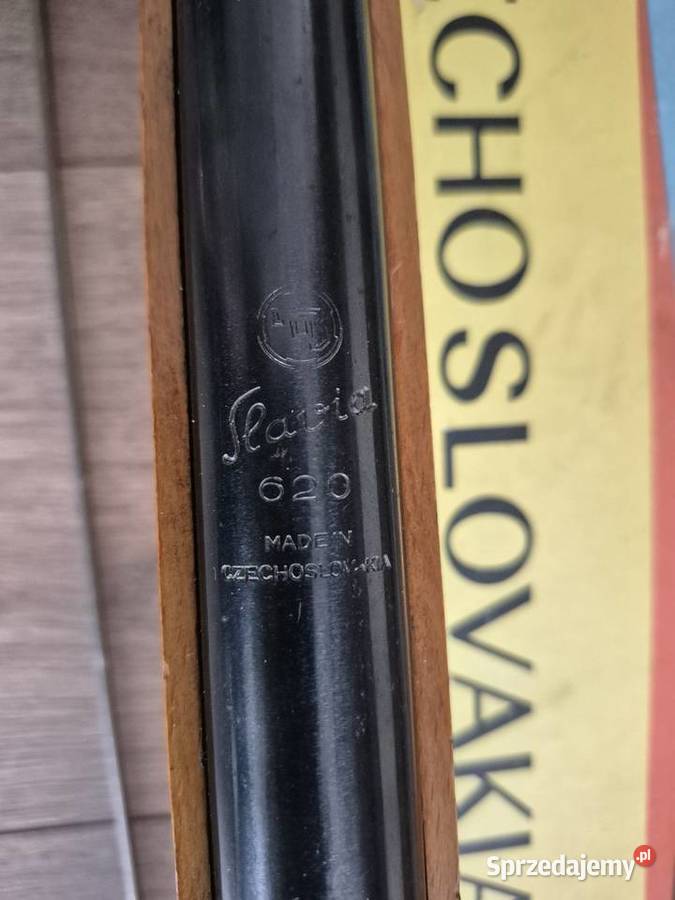 Slavia
620
MADE IN
CZECHOSLOVAKIA
CHOSLOVAKIA
Sprzedajemy.pl